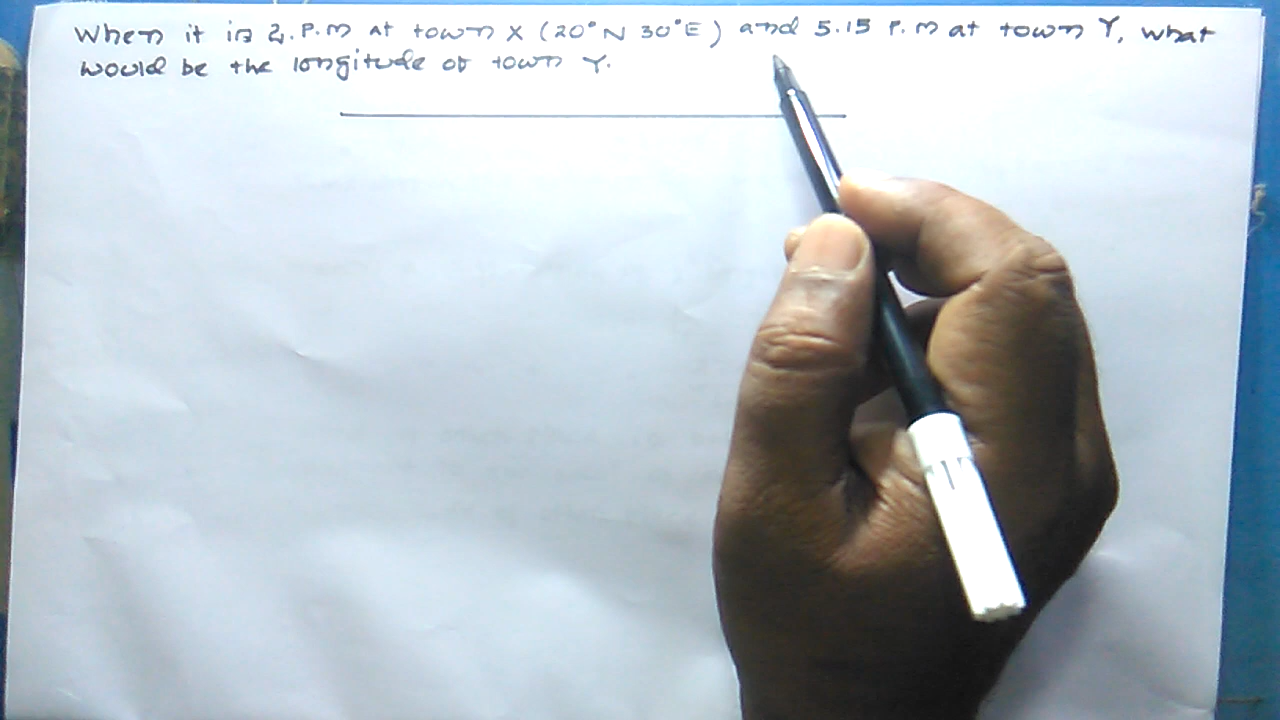 When it is 2. P.M At town X (20°N 30°E) and 5.15 P.M at town Y, what
would be the longitude of town Y.